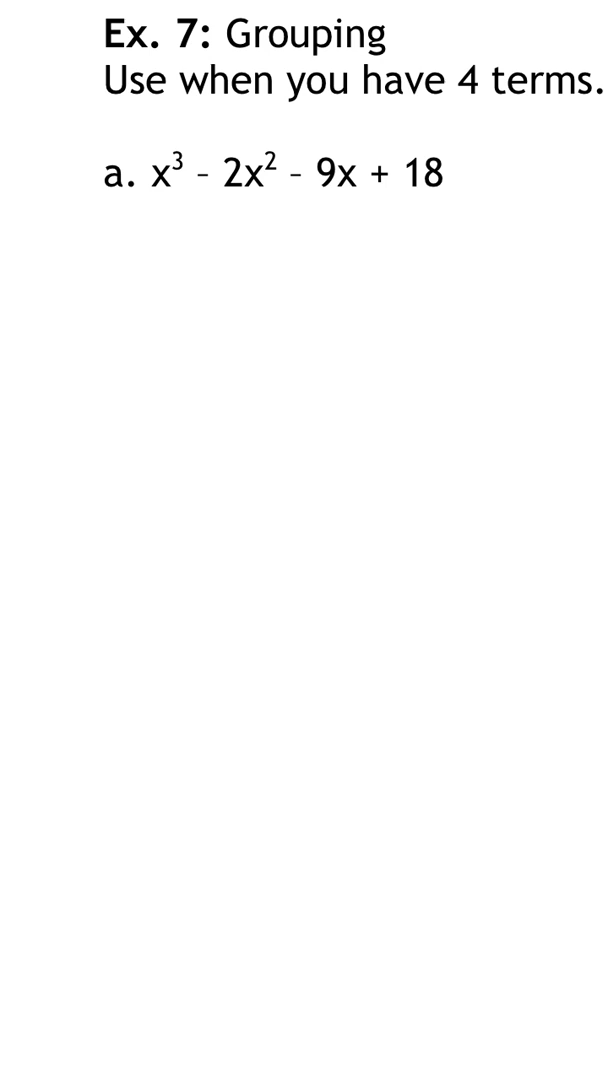 Ex. 7: Grouping
Use when you have 4 terms.
a. x³ - 2x² - 9x + 18